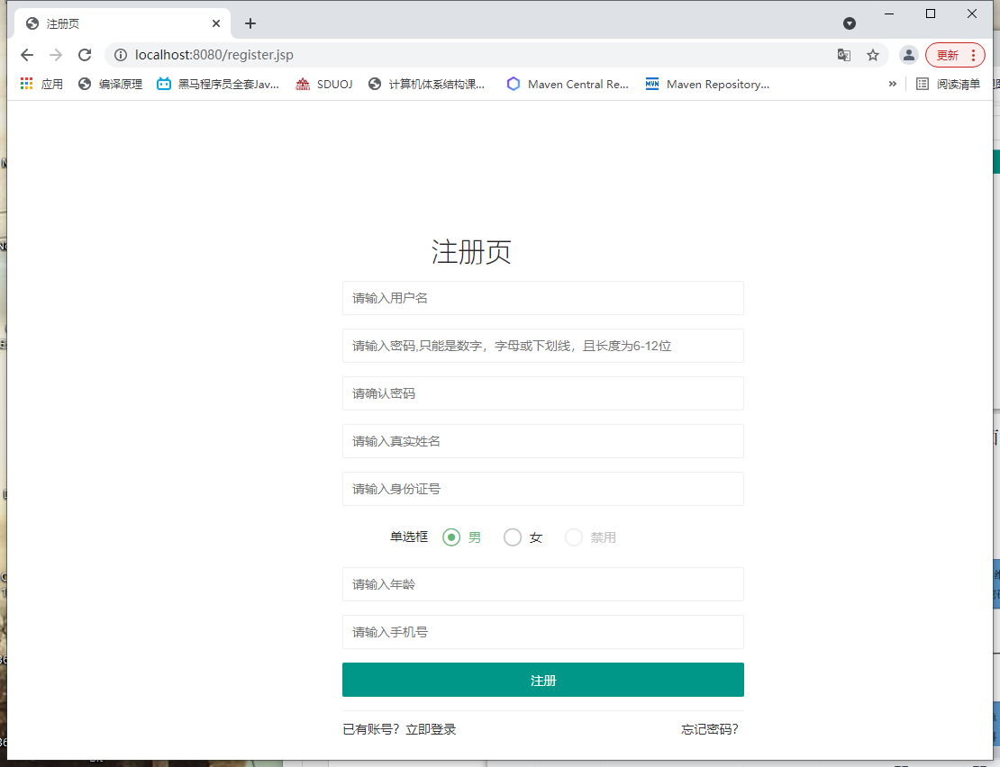 注册页
localhost:8080/register.jsp
更新
应用 编译原理 黑马程序员全套Jav... SDUOJ 计算机体系结构课... Maven Central Re... MVN Maven Repository... » 阅读清单
注册页
请输入用户名
请输入密码,只能是数字，字母或下划线，且长度为6-12位
请确认密码
请输入真实姓名
请输入身份证号
单选框 男 女 禁用
请输入年龄
请输入手机号
注册
已有账号？立即登录 忘记密码？